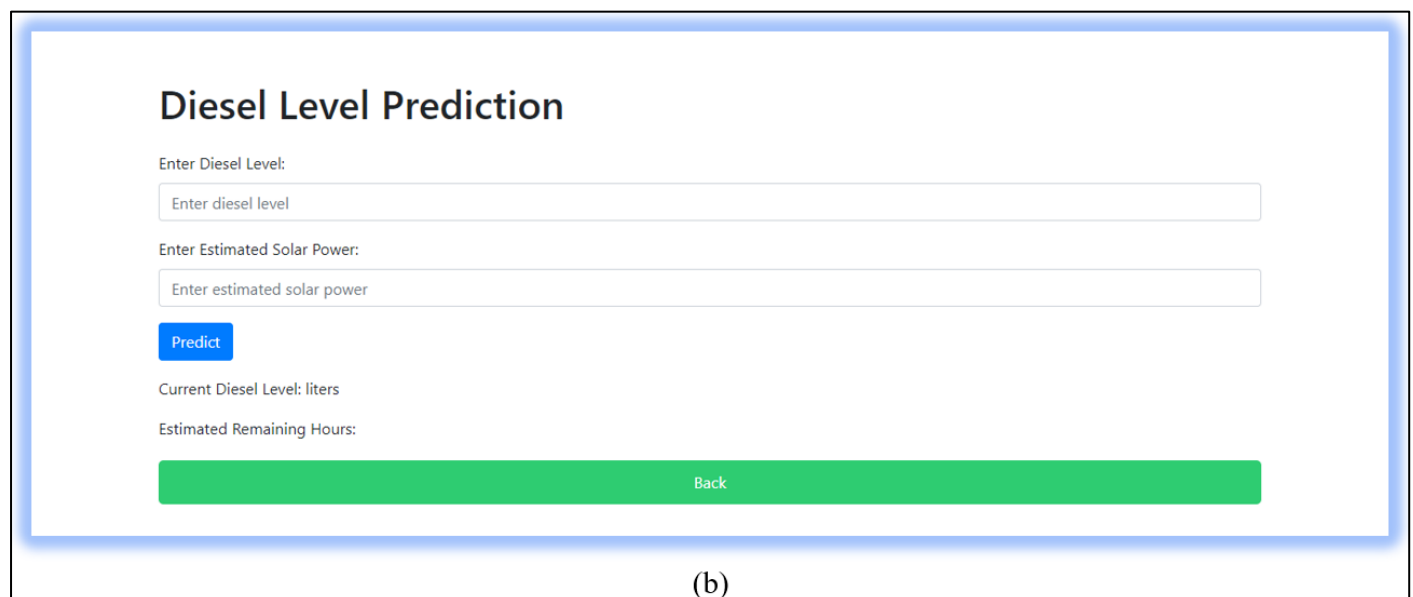 Diesel Level Prediction
Enter Diesel Level:
Enter diesel level
Enter Estimated Solar Power:
Enter estimated solar power
Predict
Current Diesel Level: liters
Estimated Remaining Hours:
Back
(b)